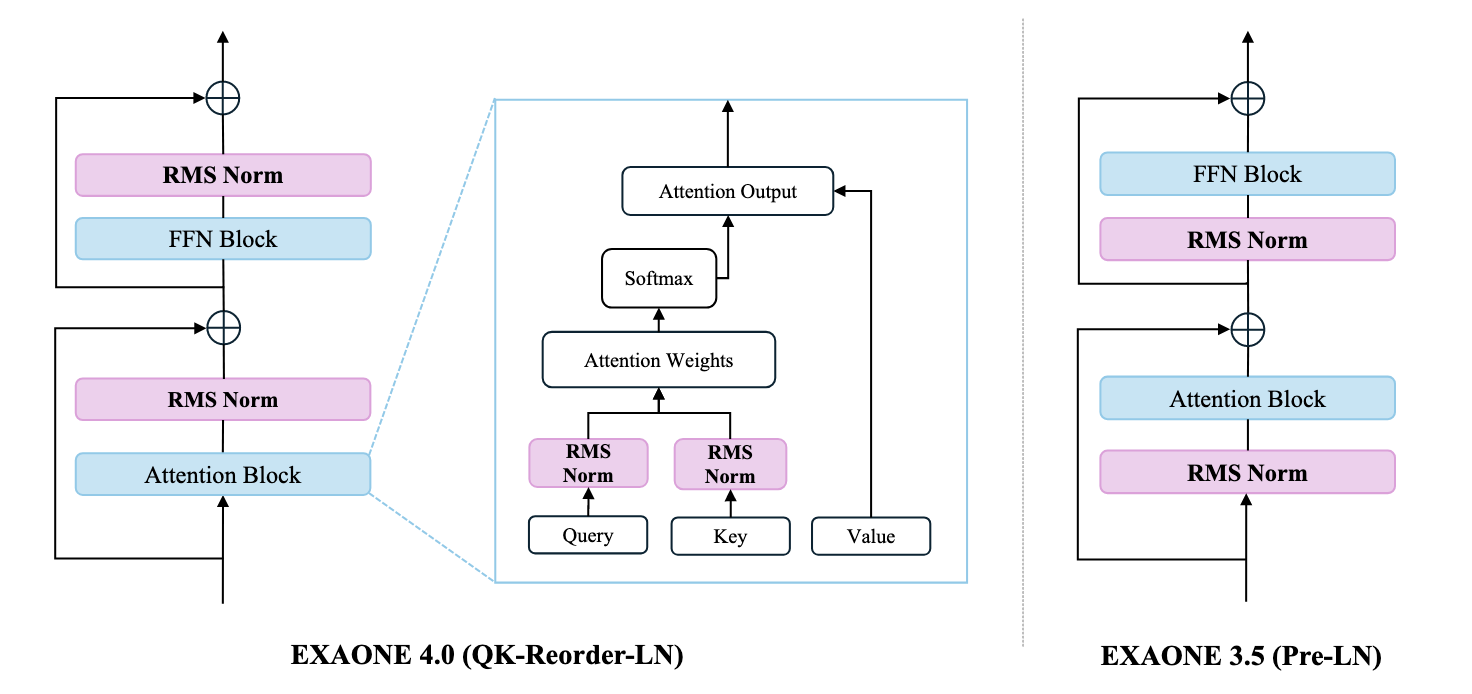 RMS Norm
FFN Block
RMS Norm
Attention Block
Attention Output
Softmax
Attention Weights
RMS
Norm
RMS
Norm
Query
Key
Value
EXAONE 4.0 (QK-Reorder-LN)
FFN Block
RMS Norm
Attention Block
RMS Norm
EXAONE 3.5 (Pre-LN)